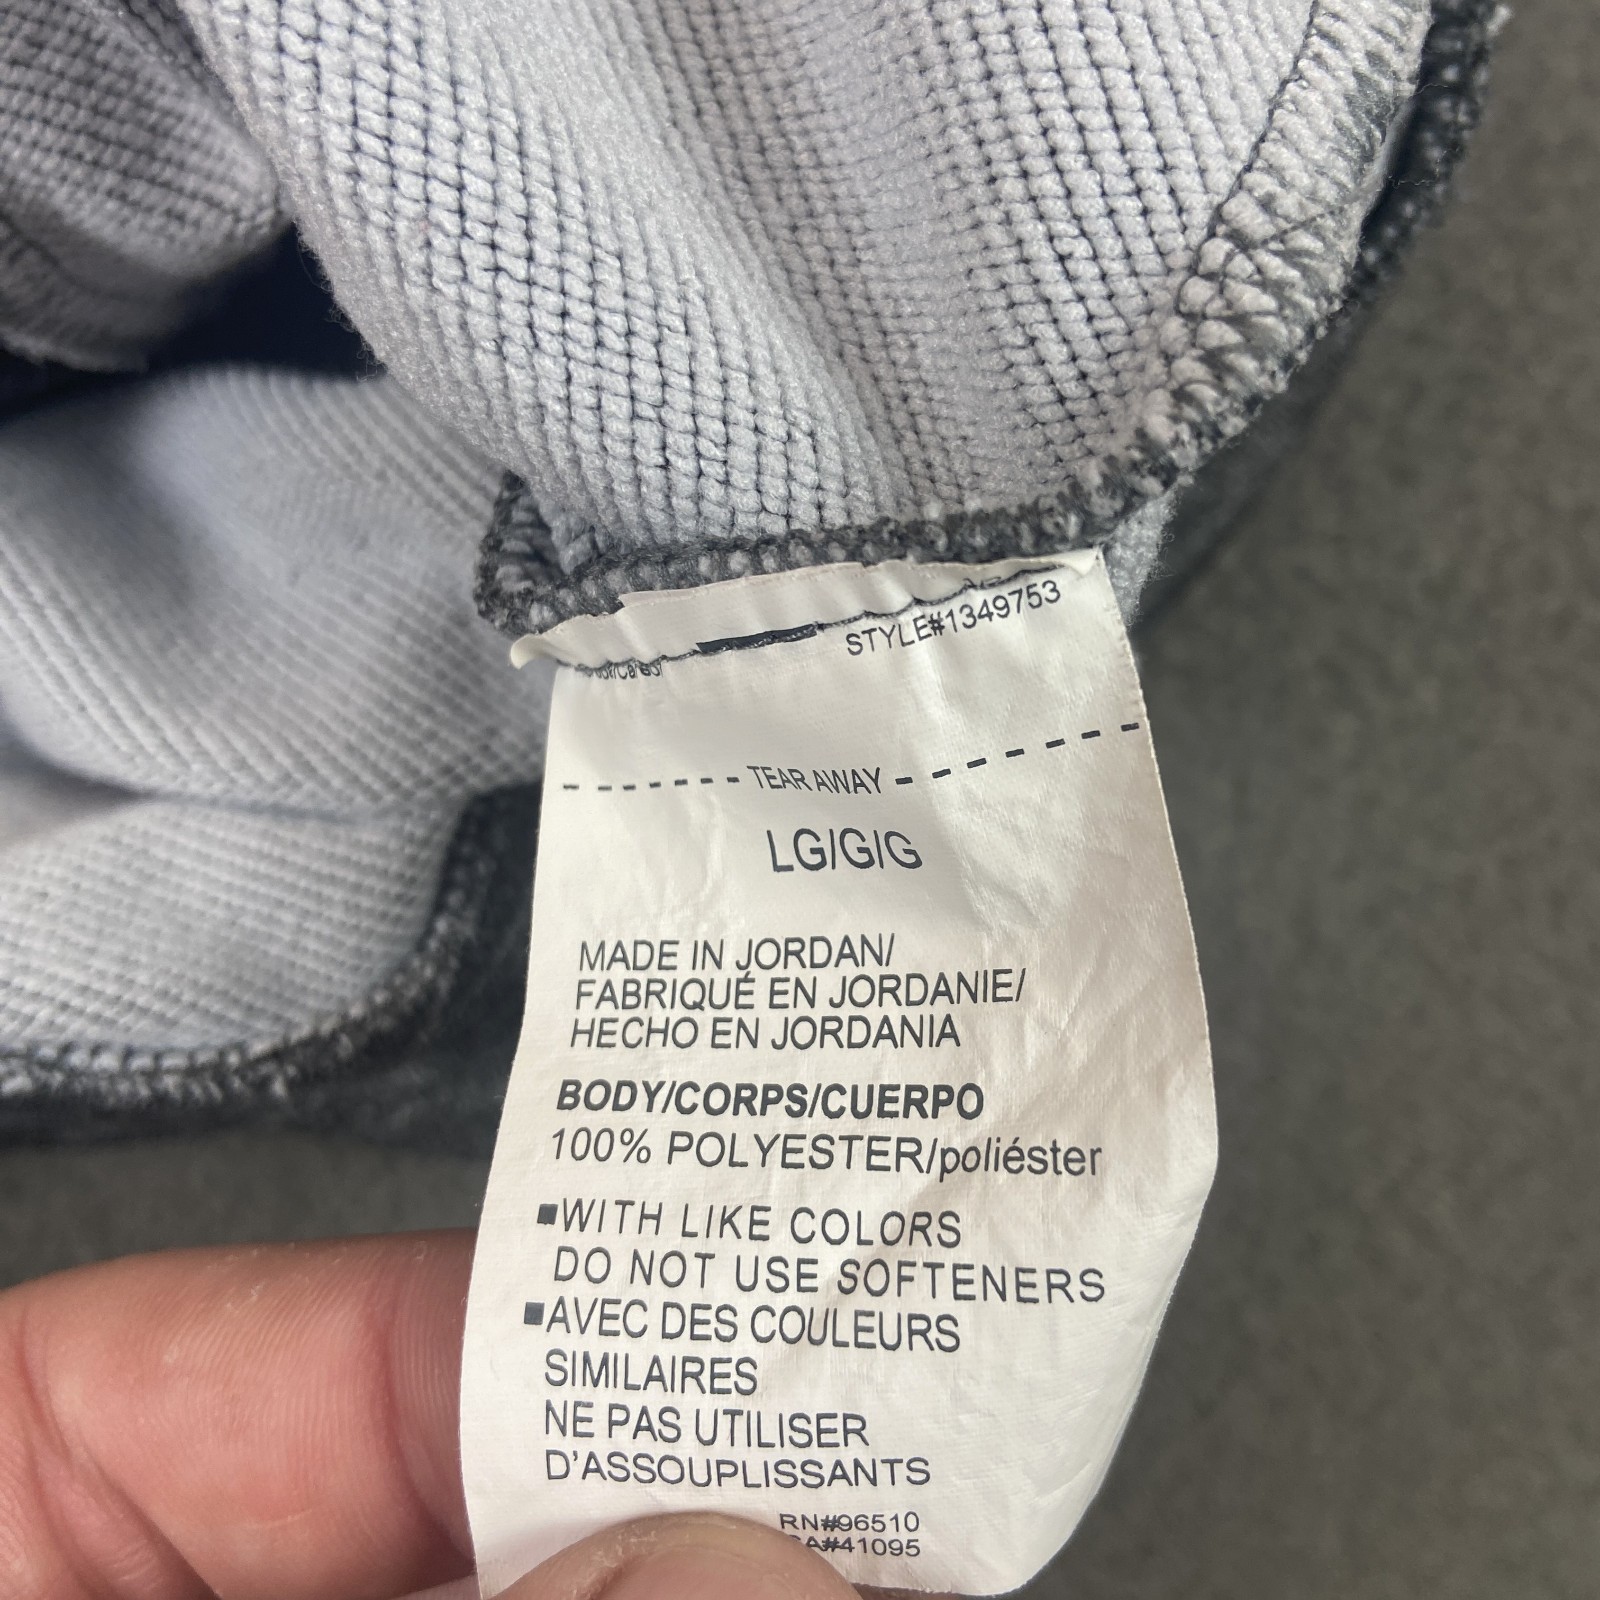 STYLE#1349753
TEAR AWAY
LG/G/G
MADE IN JORDAN/
FABRIQUÉ EN JORDANIE/
HECHO EN JORDANIA
BODY/CORPS/CUERPO
100% POLYESTER/poliéster
▪WITH LIKE COLORS
DO NOT USE SOFTENERS
▪AVEC DES COULEURS
SIMILAIRES
NE PAS UTILISER
D'ASSOUPLISSANTS
RN#96510
A#41095